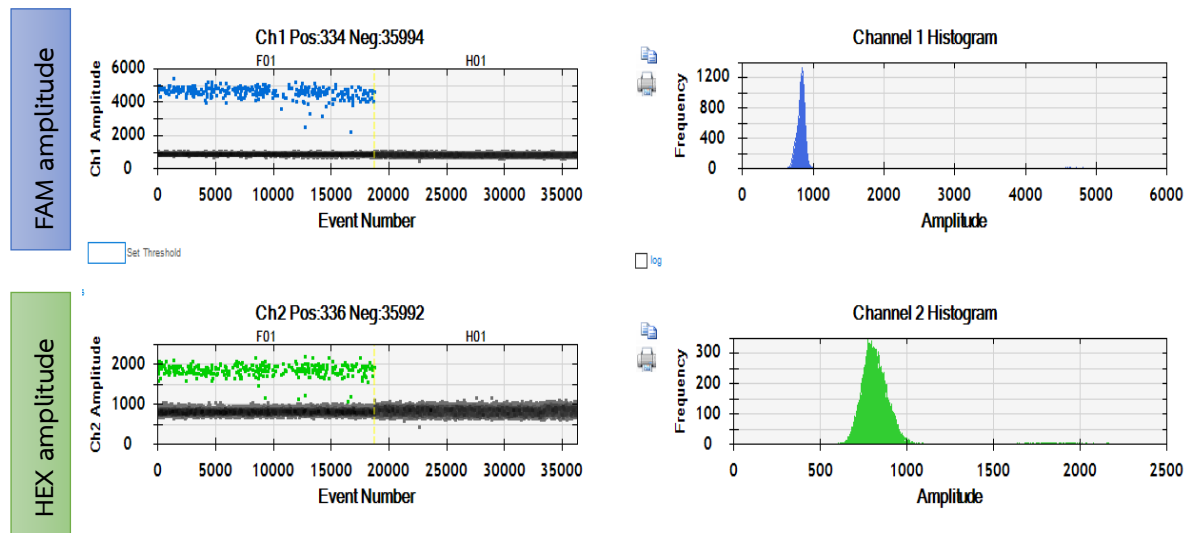 FAM amplitude
Ch1 Pos:334 Neg:35994
F01 H01
Ch1 Amplitude
6000
4000
2000
0
0 5000 10000 15000 20000 25000 30000 35000
Event Number
Set Threshold
Channel 1 Histogram
Frequency
1200
800
400
0
0 1000 2000 3000 4000 5000 6000
Amplitude
log
HEX amplitude
s
Ch2 Pos:336 Neg:35992
F01 H01
Ch2 Amplitude
2000
1000
0
0 5000 10000 15000 20000 25000 30000 35000
Event Number
Channel 2 Histogram
Frequency
300
200
100
0
0 500 1000 1500 2000 2500
Amplitude